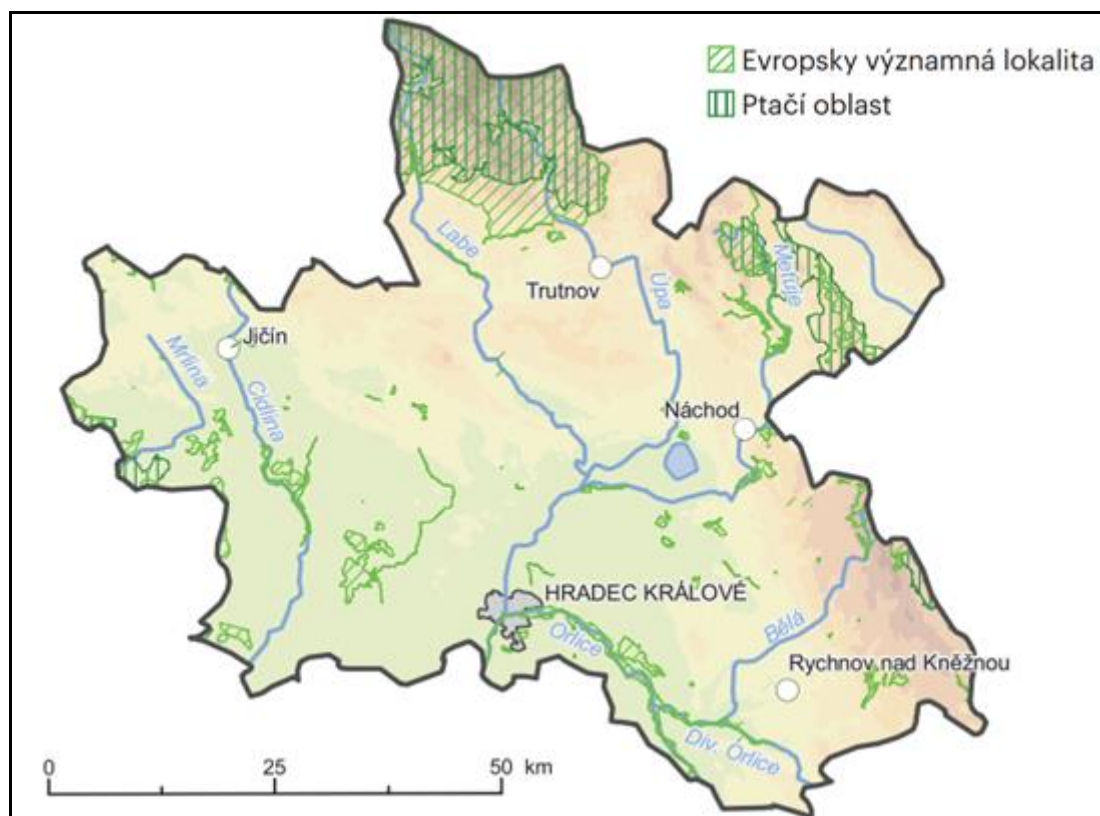 Evropsky významná lokalita
Ptačí oblast
Labe
Trutnov
Úpa
Metuje
Jičín
Mrlina
Cidlina
Náchod
HRADEC KRÁLOVÉ
Orlice
Bělá
Rychnov nad Kněžnou
Div. Orlice
0 25 50 km